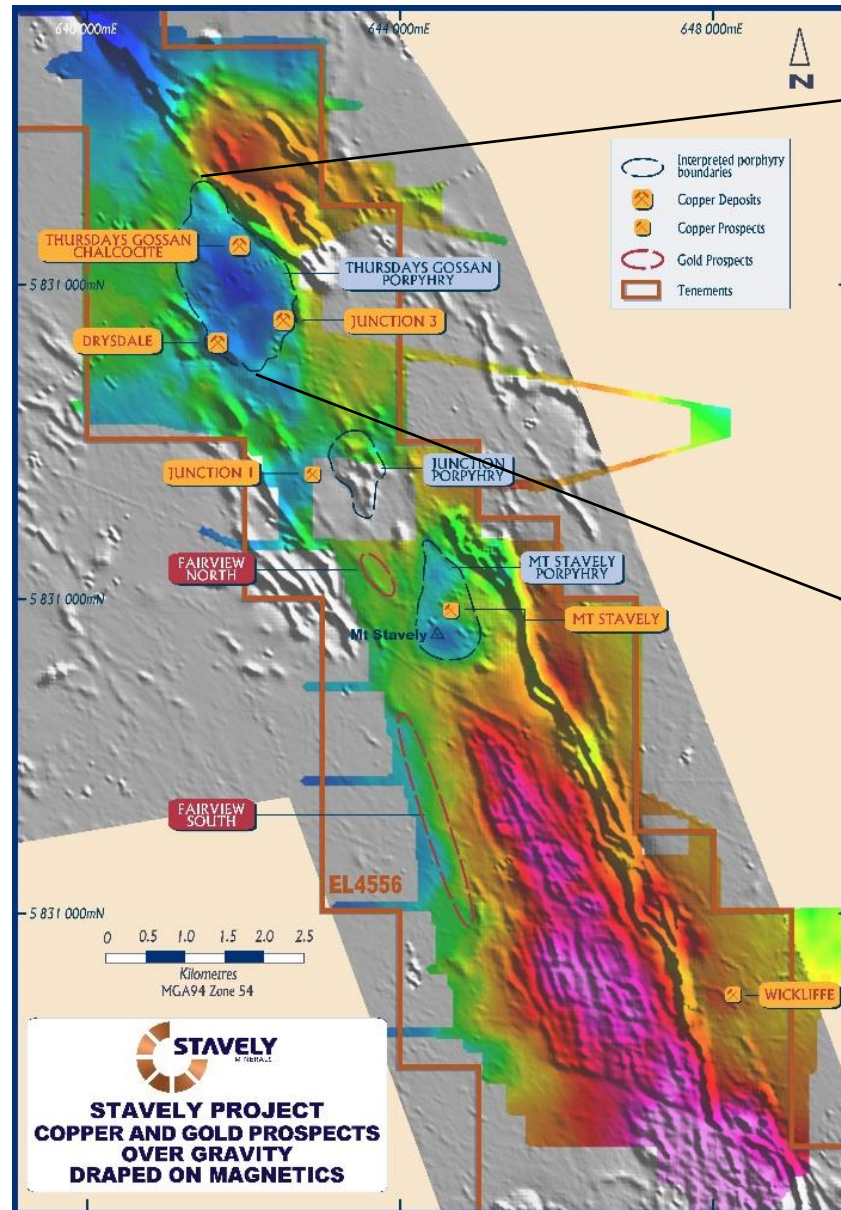 640 000mE
644 000mE
648 000mE
N
Interpreted porphyry
boundaries
Copper Deposits
Copper Prospects
Gold Prospects
Tenements
THURSDAYS GOSSAN
CHALCOCITE
THURSDAYS GOSSAN
PORPYHRY
5 831 000mN
JUNCTION 3
DRYSDALE
JUNCTION 1
JUNCTION
PORPYHRY
FAIRVIEW
NORTH
MT STAVELY
PORPYHRY
5 831 000mN
MT STAVELY
Mt Stavely
FAIRVIEW
SOUTH
EL4556
5 831 000mN
0 0.5 1.0 1.5 2.0 2.5
Kilometres
MGA94 Zone 54
WICKLIFFE
STAVELY
MINERALS
STAVELY PROJECT
COPPER AND GOLD PROSPECTS
OVER GRAVITY
DRAPED ON MAGNETICS